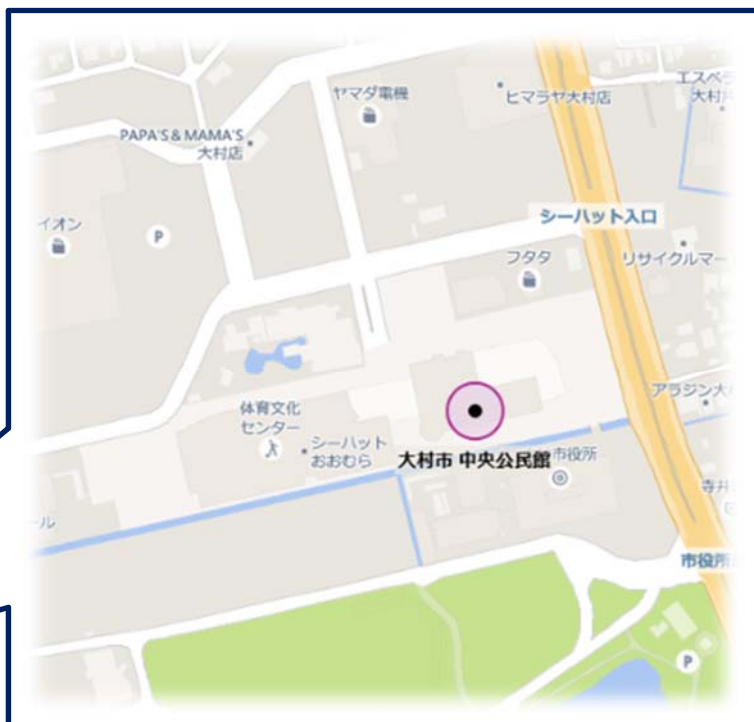 ヤマダ電機
ヒマラヤ大村店
エスペラ
大村
PAPA'S & MAMA'S
大村店
シーハット入口
イオン
P
フタタ
リサイクルマー
アラジン大
体育文化
センター
シーハット
おおむら
大村市 中央公民館
市役所
寺井
ール
市役所
P